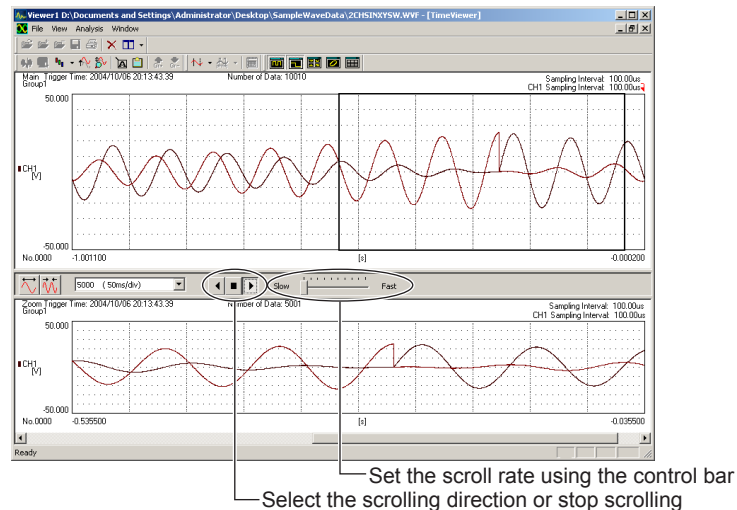 Viewer1 D:\Documents and Settings\Administrator\Desktop\SampleWaveData\2CHSINXYSW.WVF - [TimeViewer]
File View Analysis Window
Main Trigger Time: 2004/10/06 20:13:43.39 Number of Data: 10010 Sampling Interval: 100.00us
Group1 CH1 Sampling Interval: 100.00us
50.000
CH1
[V]
-50.000
No.0000 -1.001100 [s] -0.000200
5000 (50ms/div) Slow Fast
Zoom Trigger Time: 2004/10/06 20:13:43.39 Number of Data: 5001 Sampling Interval: 100.00us
Group1 CH1 Sampling Interval: 100.00us
50.000
CH1
[V]
-50.000
No.0000 -0.535500 [s] -0.035500
Ready
Set the scroll rate using the control bar
Select the scrolling direction or stop scrolling